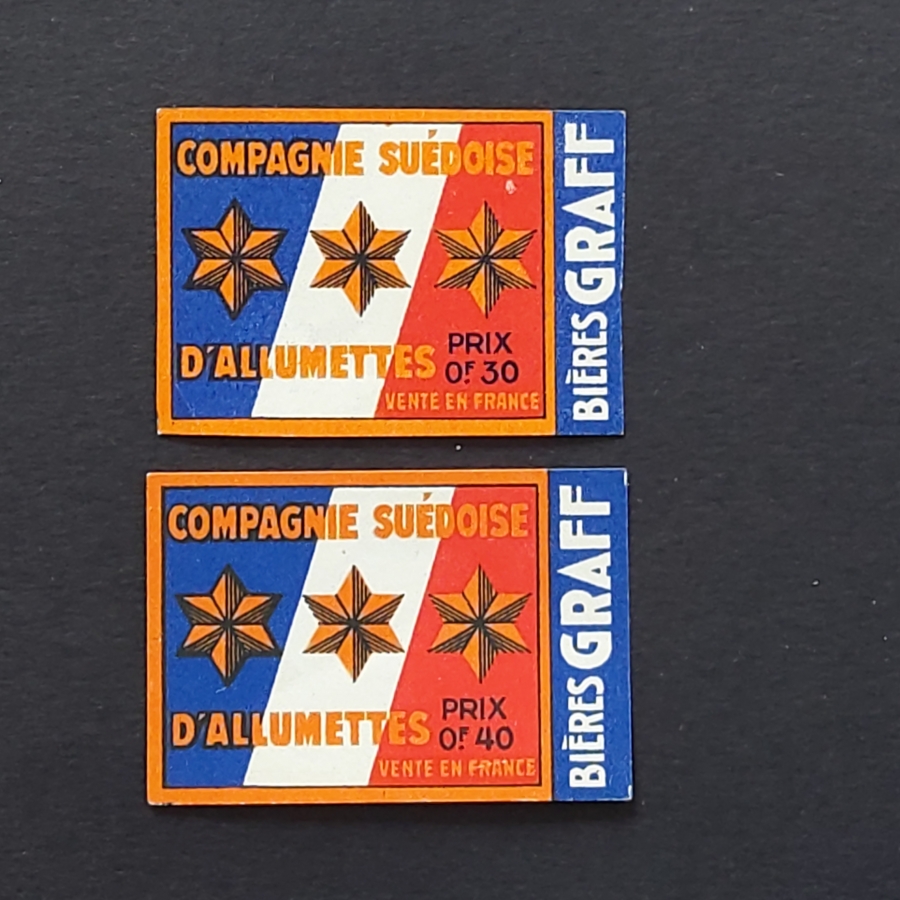 COMPAGNIE SUÉDOISE
D'ALLUMETTES
PRIX
0F 30
VENTE EN FRANCE
BIÈRES GRAFF
COMPAGNIE SUÉDOISE
D'ALLUMETTES
PRIX
0F 40
VENTE EN FRANCE
BIÈRES GRAFF